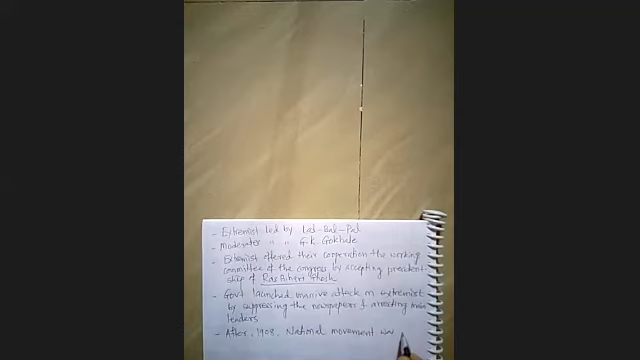 - Extremist led by Lal-Bal-Pal
- Moderates " " G.K. Gokhale
- Extremist offered their cooperation the working
committee of the congress by accepting president-
ship of Ras Bihari Ghosh
- Govt launched massive attack on extremist
by suppressing the newspapers & arresting
leaders
- After, 1908, National movement was